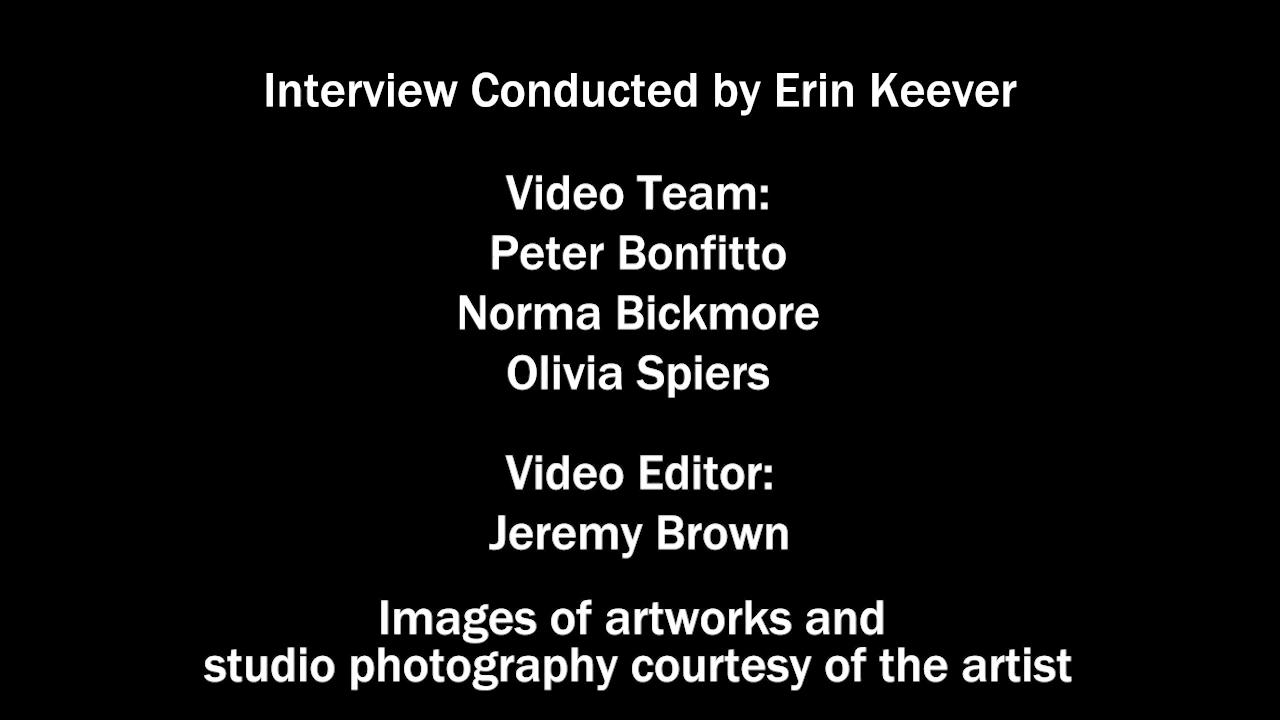 Interview Conducted by Erin Keever
Video Team:
Peter Bonfitto
Norma Bickmore
Olivia Spiers
Video Editor:
Jeremy Brown
Images of artworks and
studio photography courtesy of the artist